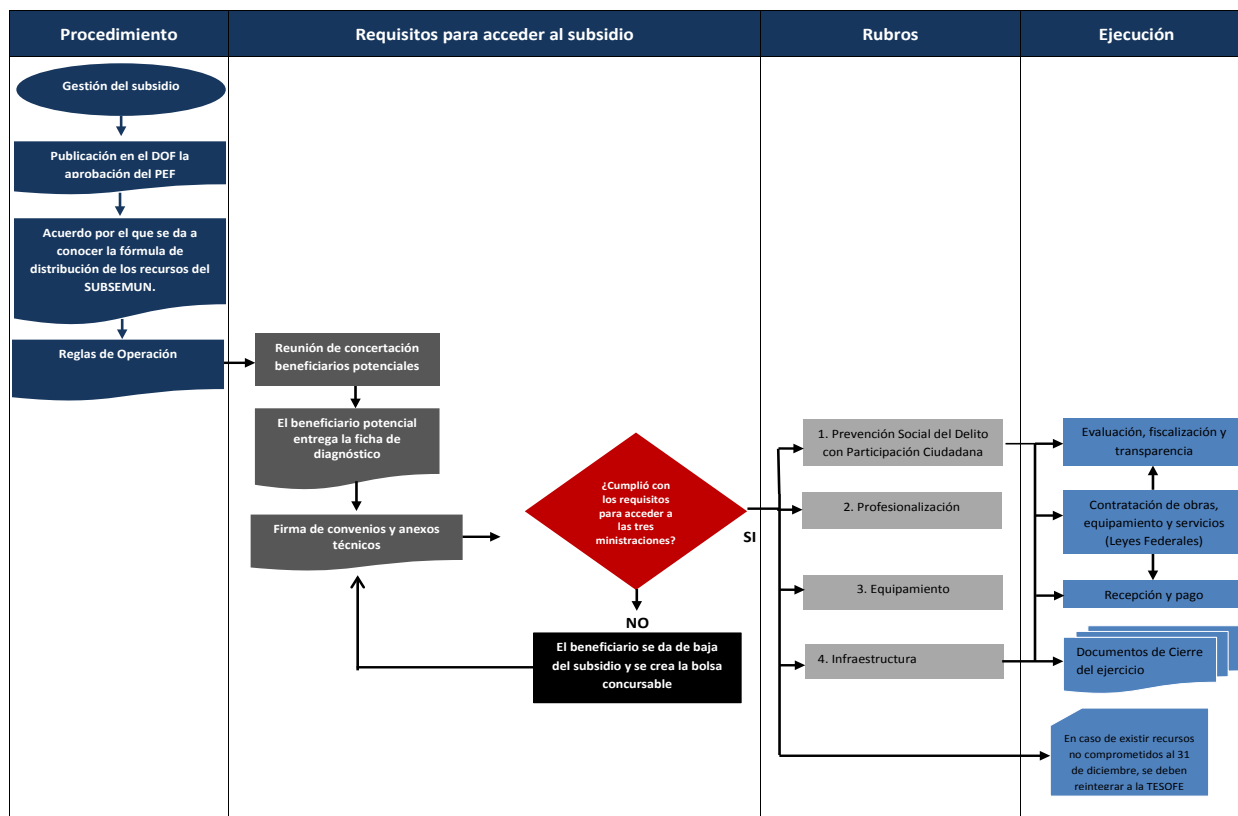 Procedimiento
Requisitos para acceder al subsidio
Rubros
Ejecución
Gestión del subsidio
Publicación en el DOF la
aprobación del PEF
Acuerdo por el que se da a
conocer la fórmula de
distribución de los recursos del
SUBSEMUN.
Reglas de Operación
Reunión de concertación
beneficiarios potenciales
El beneficiario potencial
entrega la ficha de
diagnóstico
Firma de convenios y anexos
técnicos
¿Cumplió con
los requisitos
para acceder a
las tres
ministraciones?
SI
NO
El beneficiario se da de baja
del subsidio y se crea la bolsa
concursable
1. Prevención Social del Delito
con Participación Ciudadana
2. Profesionalización
3. Equipamiento
4. Infraestructura
Evaluación, fiscalización y
transparencia
Contratación de obras,
equipamiento y servicios
(Leyes Federales)
Recepción y pago
Documentos de Cierre
del ejercicio
En caso de existir recursos
no comprometidos al 31
de diciembre, se deben
reintegrar a la TESOFE